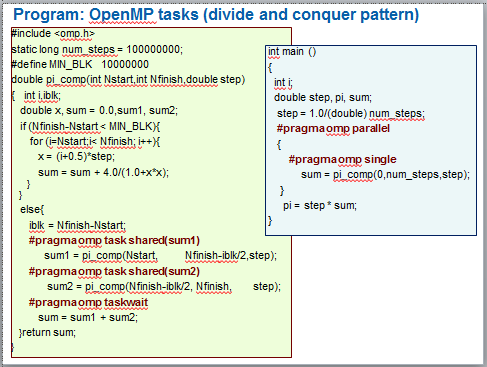 Program: OpenMP tasks (divide and conquer pattern)
#include <omp.h>
static long num_steps = 100000000;
#define MIN_BLK 10000000
double pi_comp(int Nstart,int Nfinish,double step)
{ int i,iblk;
double x, sum = 0.0,sum1, sum2;
if (Nfinish-Nstart < MIN_BLK){
for (i=Nstart;i< Nfinish; i++){
x = (i+0.5)*step;
sum = sum + 4.0/(1.0+x*x);
}
}
else{
iblk = Nfinish-Nstart;
#pragma omp task shared(sum1)
sum1 = pi_comp(Nstart, Nfinish-iblk/2,step);
#pragma omp task shared(sum2)
sum2 = pi_comp(Nfinish-iblk/2, Nfinish, step);
#pragma omp taskwait
sum = sum1 + sum2;
}return sum;
}
int main ()
{
int i;
double step, pi, sum;
step = 1.0/(double) num_steps;
#pragma omp parallel
{
#pragma omp single
sum = pi_comp(0,num_steps,step);
}
pi = step * sum;
}